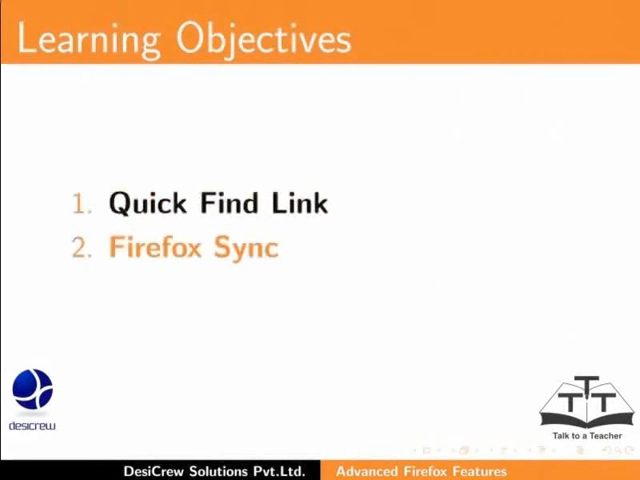 Learning Objectives
1. Quick Find Link
2. Firefox Sync
desicrew
TTT
Talk to a Teacher
DesiCrew Solutions Pvt.Ltd.
Advanced Firefox Features